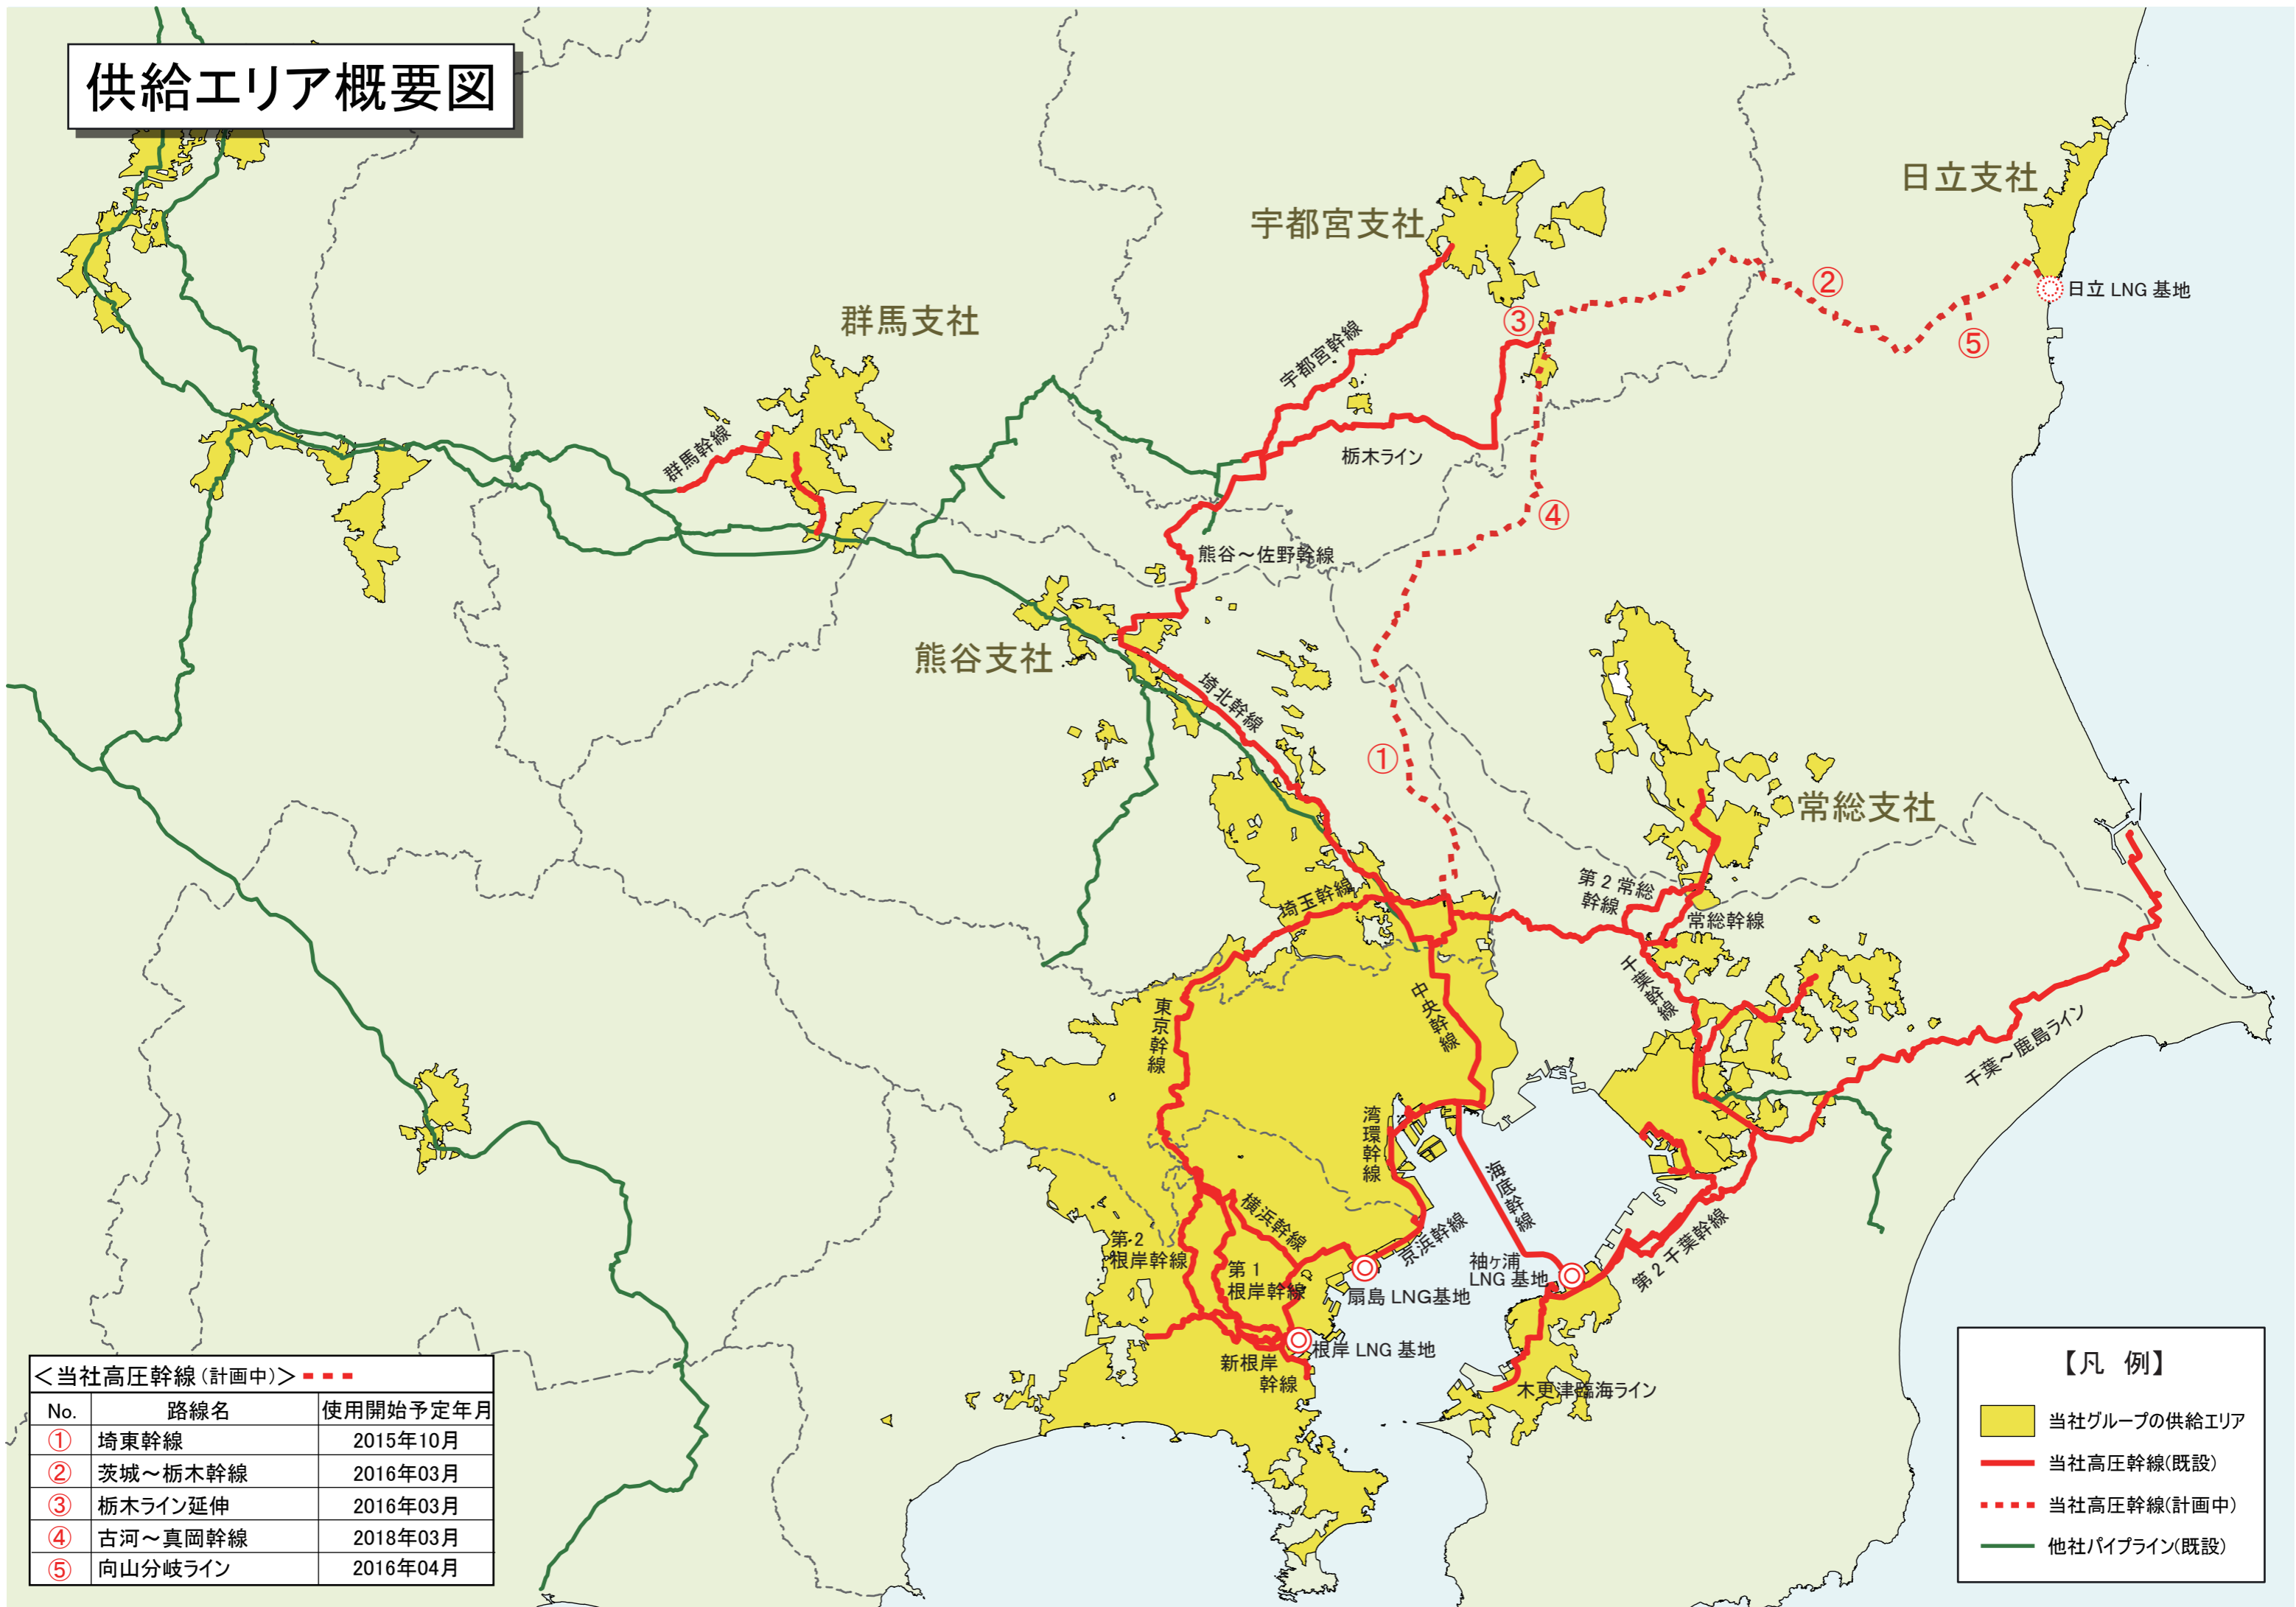 供給エリア概要図
日立支社
宇都宮支社
日立 LNG 基地
②
③
⑤
群馬支社
宇都宮幹線
群馬幹線
栃木ライン
④
熊谷～佐野幹線
熊谷支社
埼北幹線
①
常総支社
第2常総
幹線
埼玉幹線
常総幹線
千葉幹線
東京幹線
中央幹線
千葉～鹿島ライン
湾環幹線
海底幹線
横浜幹線
京浜幹線
第2
根岸幹線
第1
根岸幹線
袖ヶ浦
LNG 基地
第2千葉幹線
扇島 LNG基地
根岸 LNG 基地
新根岸
幹線
木更津臨海ライン
＜当社高圧幹線(計画中)＞
No. 路線名 使用開始予定年月
① 埼東幹線 2015年10月
② 茨城～栃木幹線 2016年03月
③ 栃木ライン延伸 2016年03月
④ 古河～真岡幹線 2018年03月
⑤ 向山分岐ライン 2016年04月
【凡 例】
当社グループの供給エリア
当社高圧幹線(既設)
当社高圧幹線(計画中)
他社パイプライン(既設)